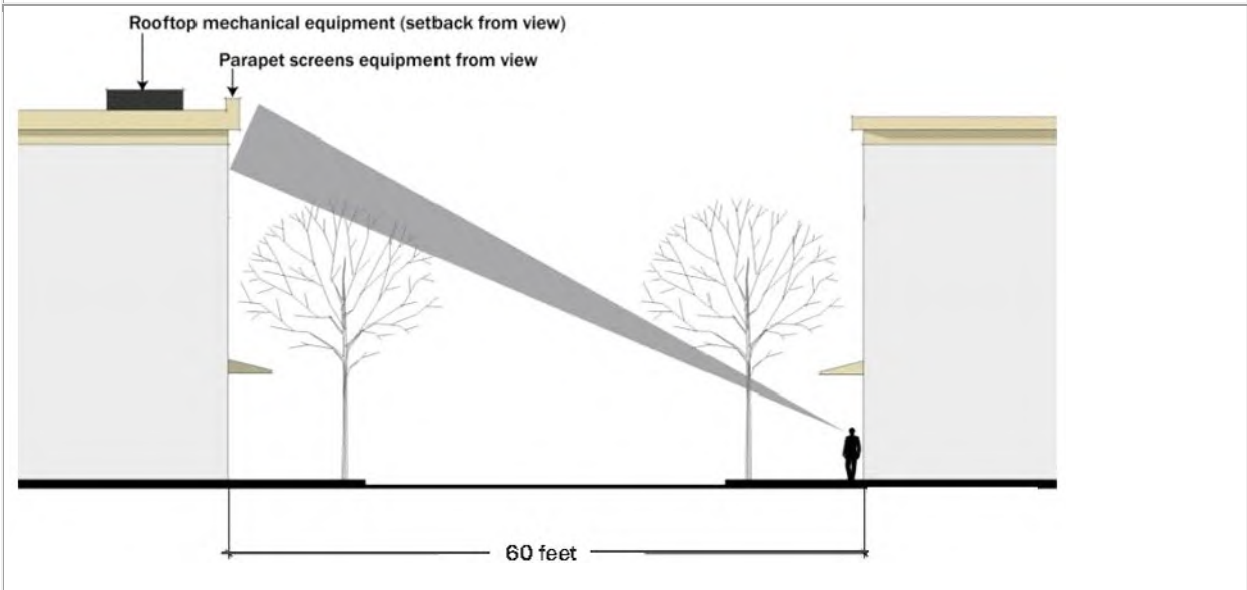 Rooftop mechanical equipment (setback from view)
Parapet screens equipment from view
60 feet